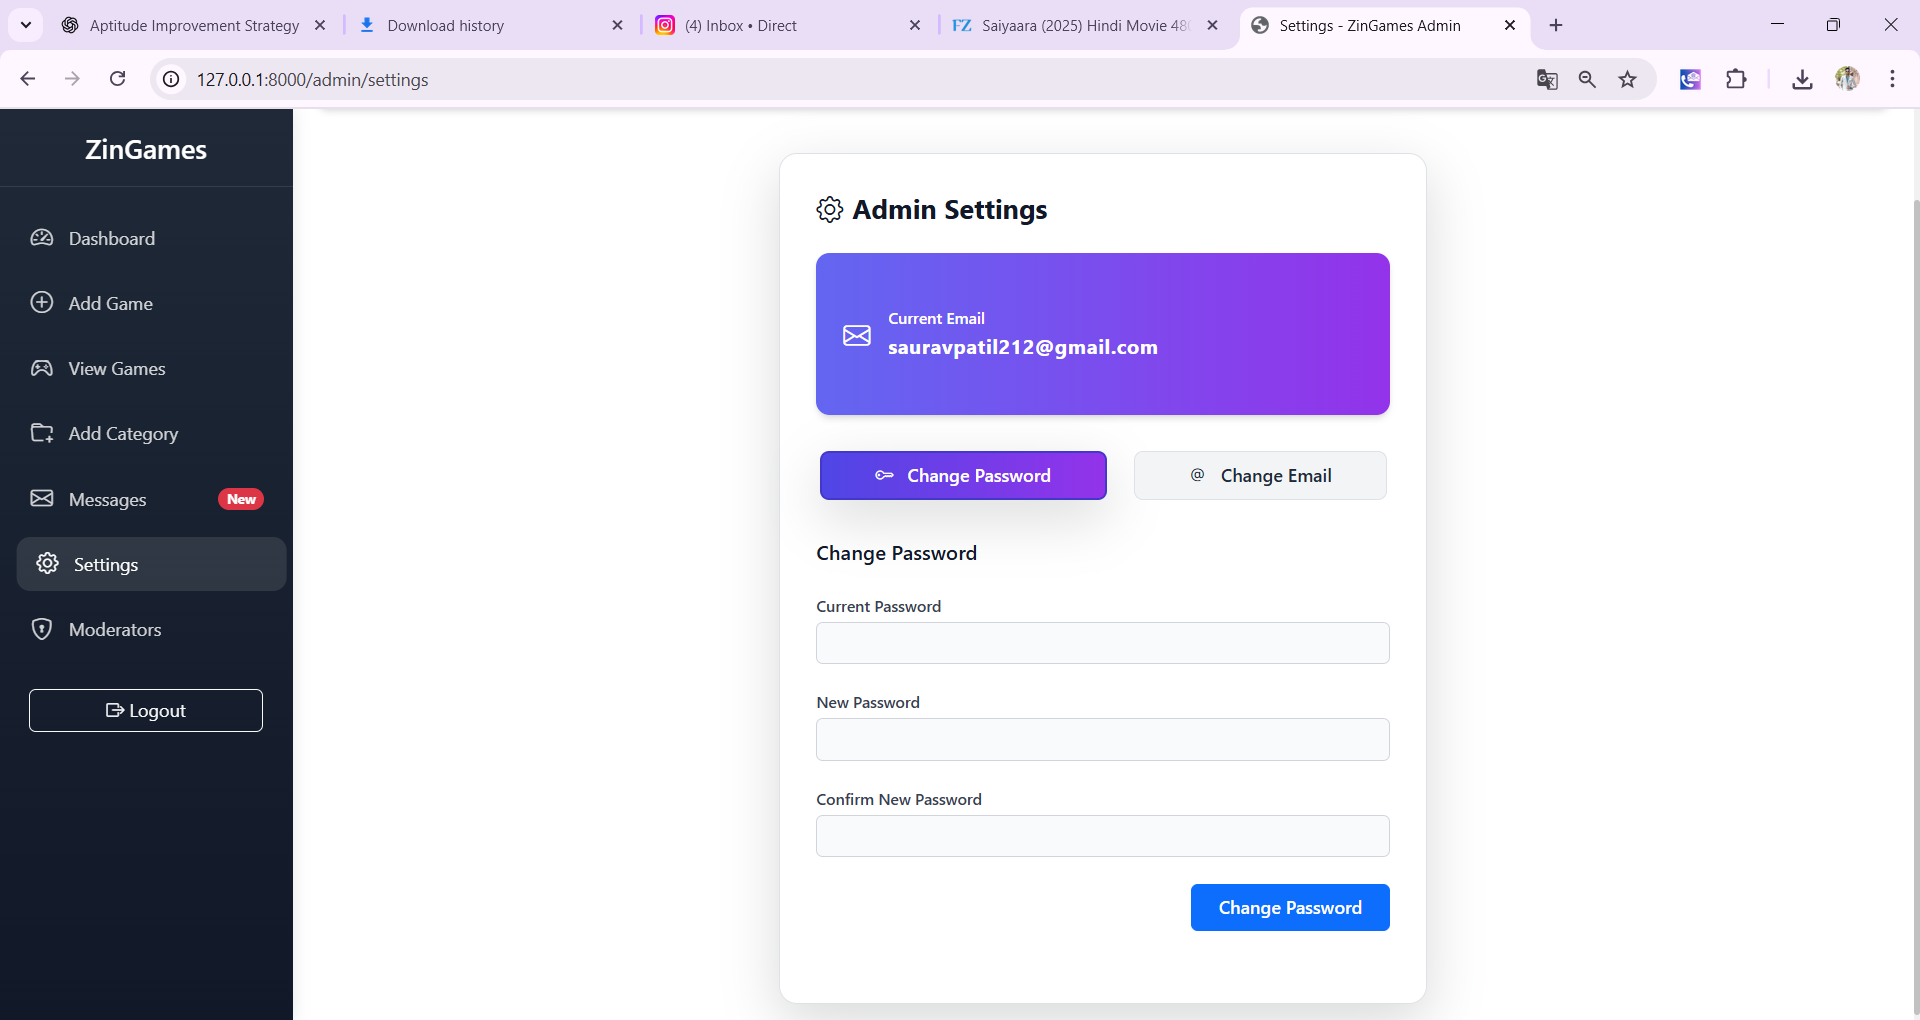 Aptitude Improvement Strategy
Download history
(4) Inbox • Direct
FZ
Saiyaara (2025) Hindi Movie 480
Settings - ZinGames Admin
127.0.0.1:8000/admin/settings
ZinGames
Dashboard
Add Game
View Games
Add Category
Messages
New
Settings
Moderators
Logout
Admin Settings
Current Email
sauravpatil212@gmail.com
Change Password
@ Change Email
Change Password
Current Password
New Password
Confirm New Password
Change Password